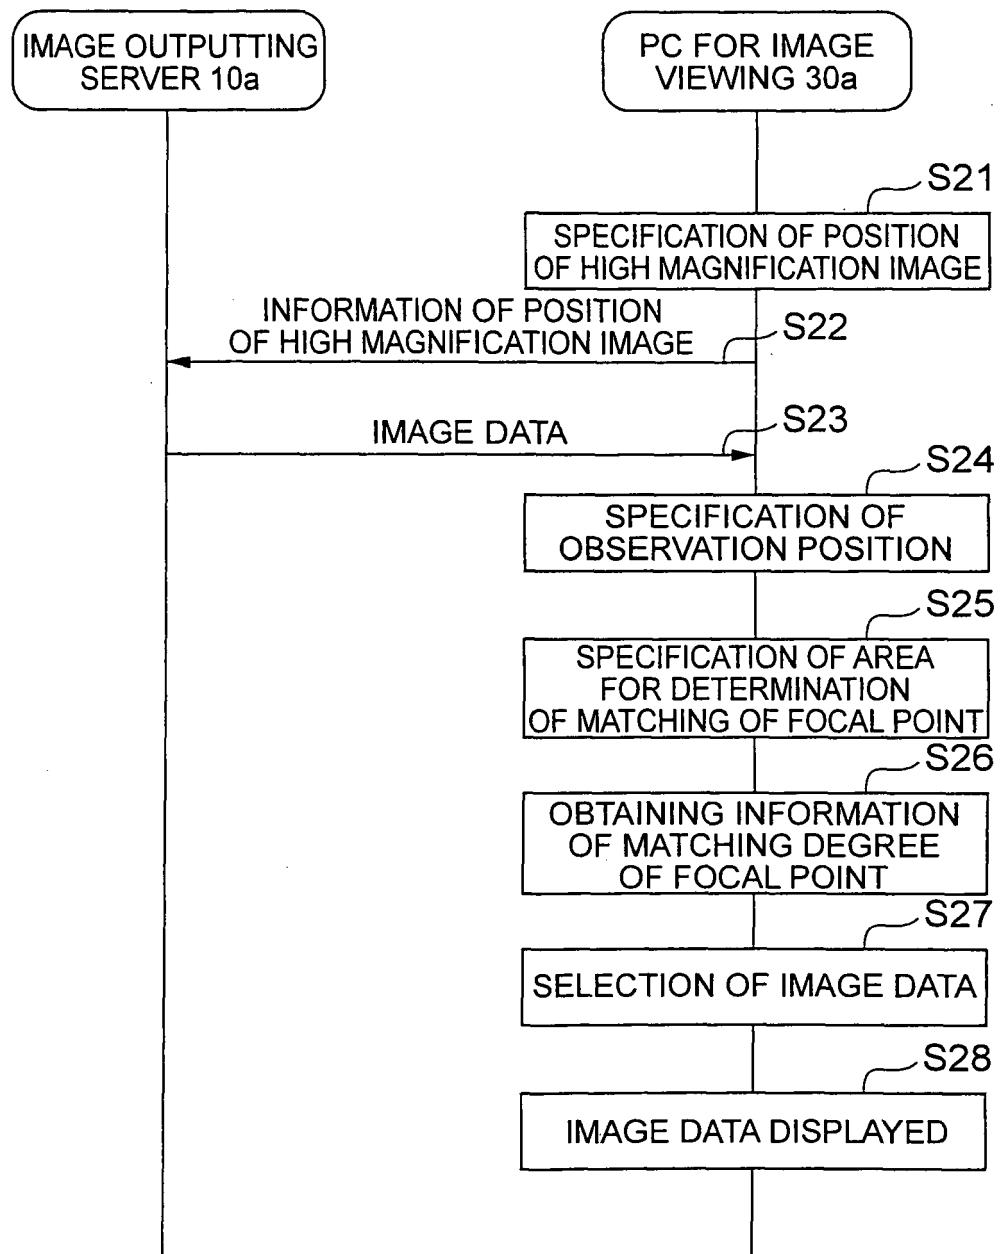 IMAGE OUTPUTTING
SERVER 10a
PC FOR IMAGE
VIEWING 30a
S21
SPECIFICATION OF POSITION
OF HIGH MAGNIFICATION IMAGE
INFORMATION OF POSITION
OF HIGH MAGNIFICATION IMAGE
S22
IMAGE DATA
S23
S24
SPECIFICATION OF
OBSERVATION POSITION
S25
SPECIFICATION OF AREA
FOR DETERMINATION
OF MATCHING OF FOCAL POINT
S26
OBTAINING INFORMATION
OF MATCHING DEGREE
OF FOCAL POINT
S27
SELECTION OF IMAGE DATA
S28
IMAGE DATA DISPLAYED